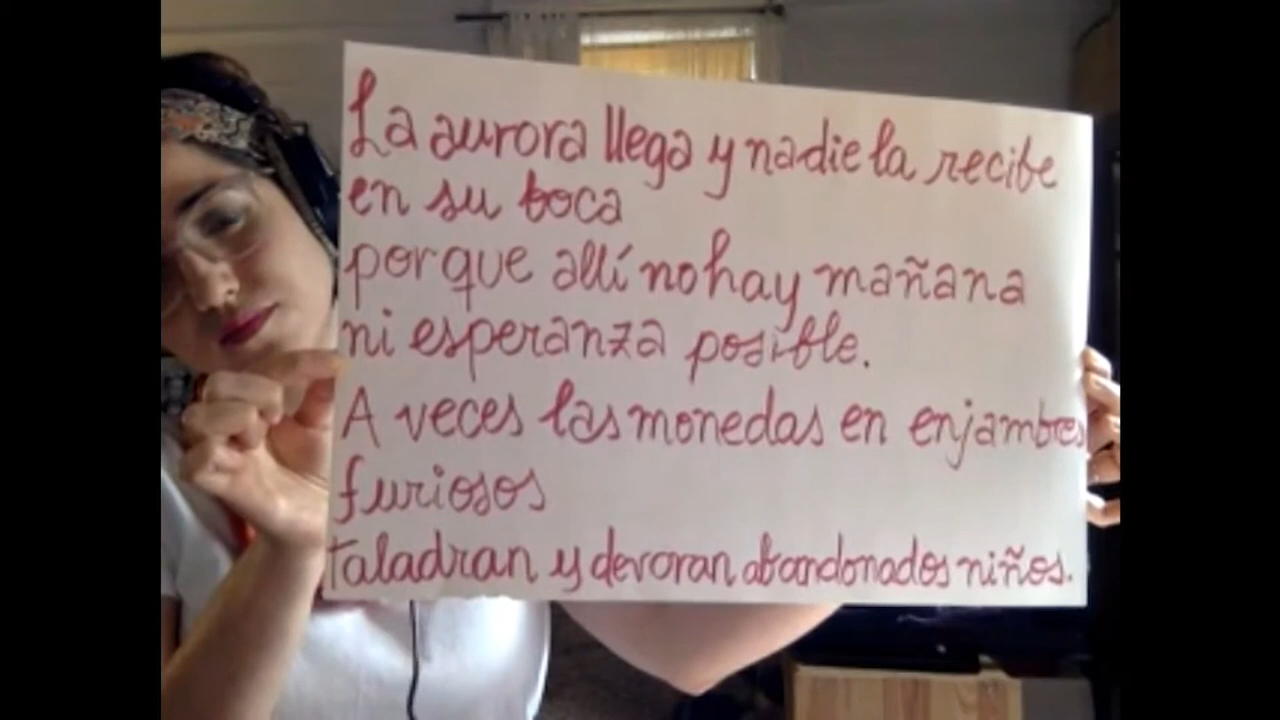 La aurora llega y nadie la recibe
en su boca
porque allí no hay mañana
ni esperanza posible.
A veces las monedas en enjambres
furiosos
taladran y devoran abandonados niños.